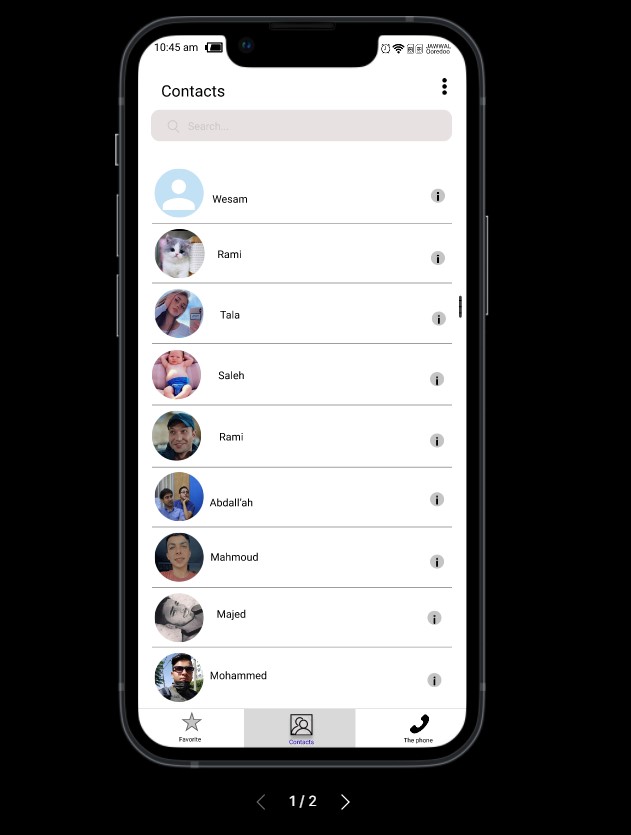 10:45 am
JAWWAL
Ooredoo
Contacts
Search...
Wesam
Rami
Tala
Saleh
Rami
Abdall'ah
Mahmoud
Majed
Mohammed
Favorite
Contacts
The phone
1 / 2